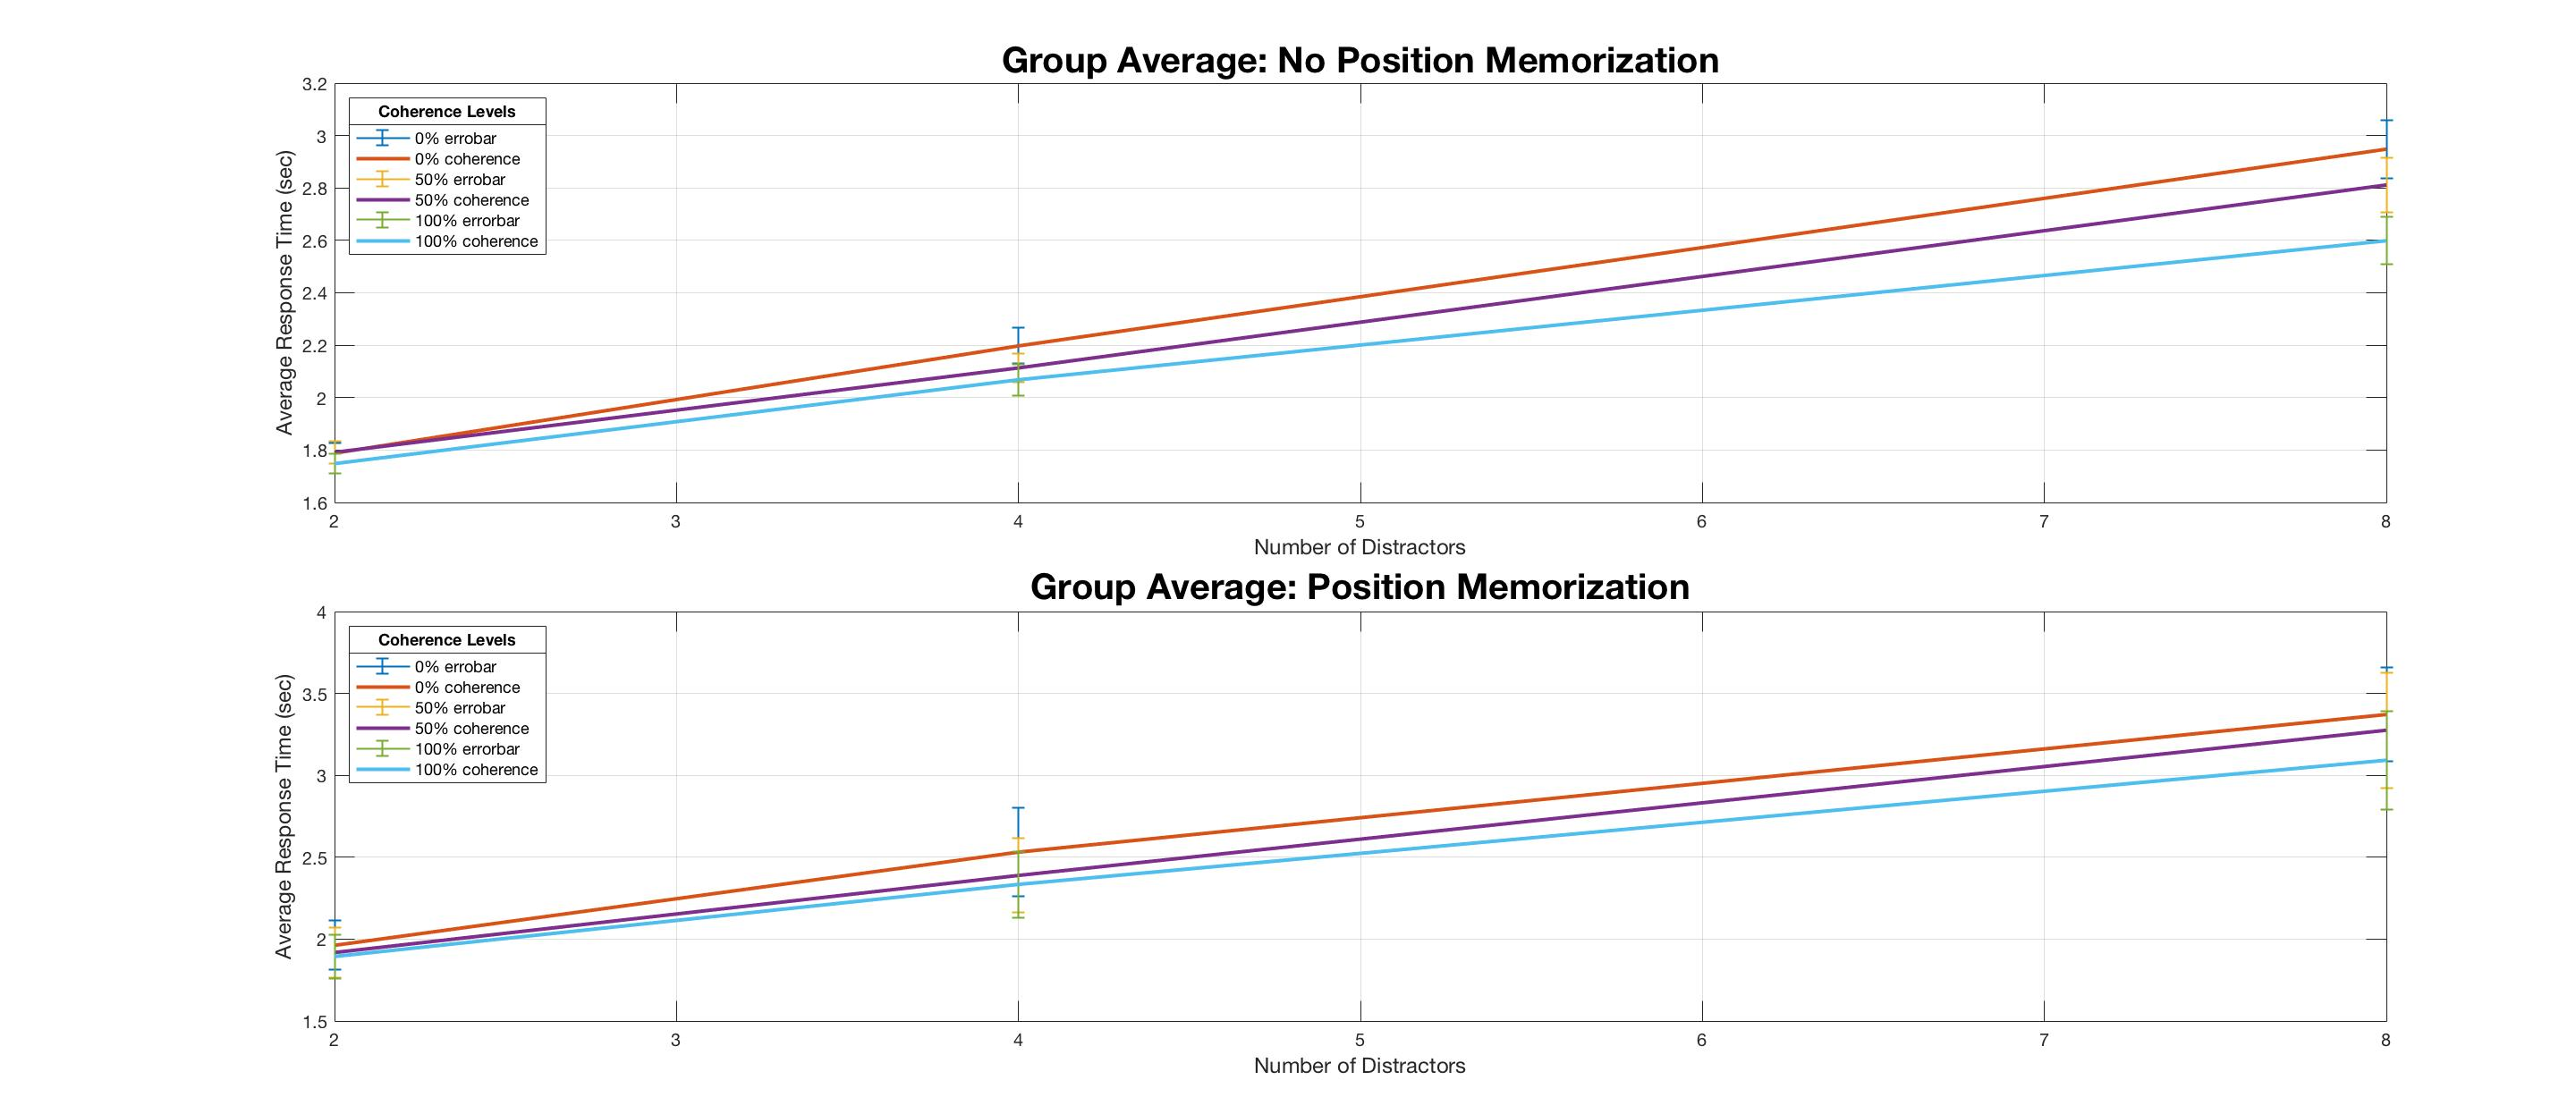 Group Average: No Position Memorization
3.2
3
2.8
2.6
2.4
2.2
2
1.8
1.6
Average Response Time (sec)
Coherence Levels
0% errobar
0% coherence
50% errobar
50% coherence
100% errorbar
100% coherence
2 3 4 5 6 7 8
Number of Distractors
Group Average: Position Memorization
4
3.5
3
2.5
2
1.5
Average Response Time (sec)
Coherence Levels
0% errobar
0% coherence
50% errobar
50% coherence
100% errorbar
100% coherence
2 3 4 5 6 7 8
Number of Distractors